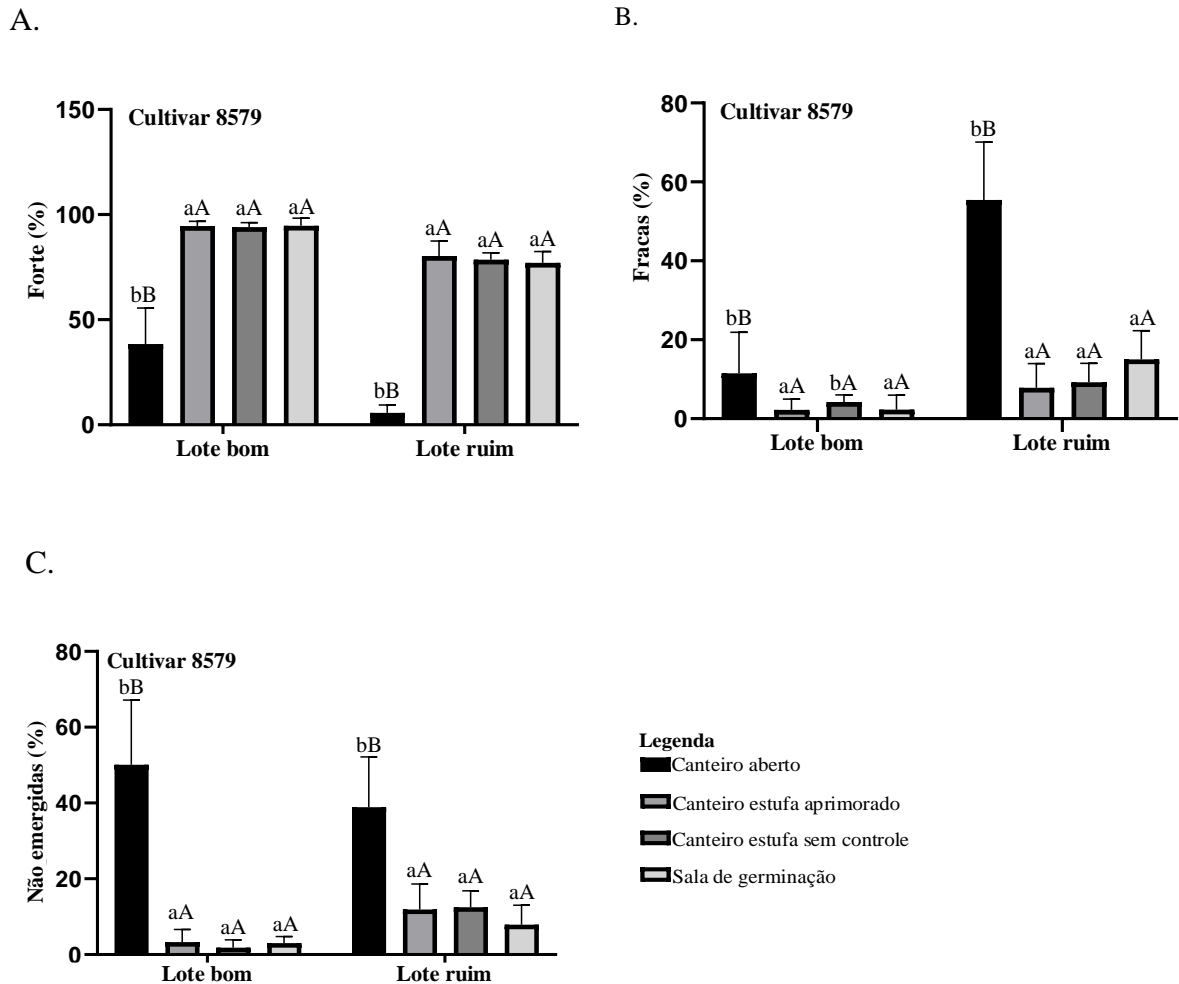 A.
Cultivar 8579
Forte (%)
150
100
50
0
bB
aA
aA
aA
bB
aA
aA
aA
Lote bom
Lote ruim
B.
Cultivar 8579
Fracas (%)
80
60
40
20
0
bB
aA
bA
aA
bB
aA
aA
aA
Lote bom
Lote ruim
C.
Cultivar 8579
Não emergidas (%)
80
60
40
20
0
bB
aA
aA
aA
bB
aA
aA
aA
Lote bom
Lote ruim
Legenda
Canteiro aberto
Canteiro estufa aprimorado
Canteiro estufa sem controle
Sala de germinação